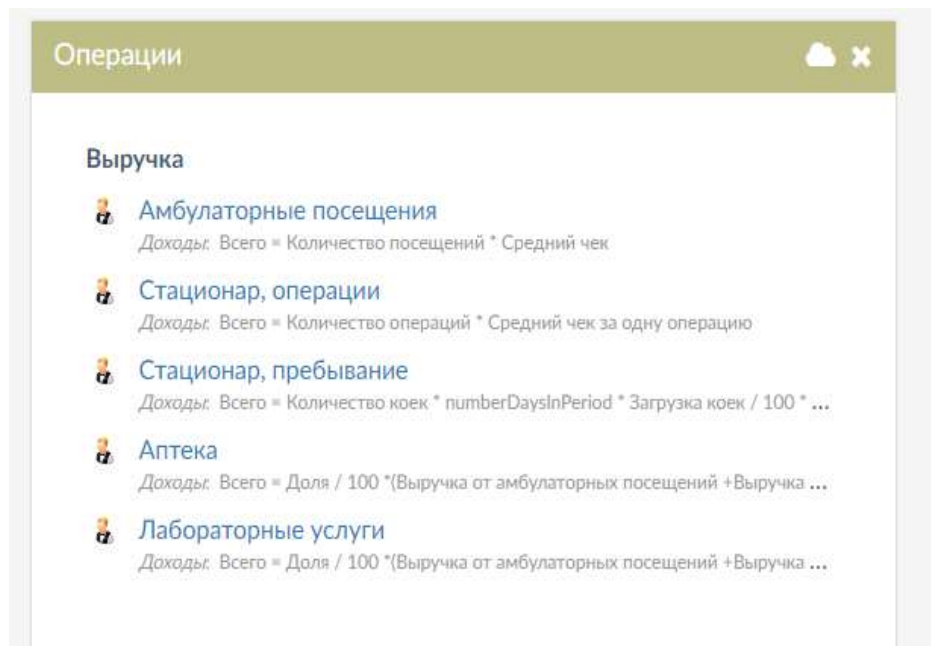 Операции
Выручка
Амбулаторные посещения
Доходы: Всего = Количество посещений * Средний чек
Стационар, операции
Доходы: Всего = Количество операций * Средний чек за одну операцию
Стационар, пребывание
Доходы: Всего = Количество коек * numberDaysInPeriod * Загрузка коек / 100 * ...
Аптека
Доходы: Всего = Доля / 100 *(Выручка от амбулаторных посещений +Выручка ...
Лабораторные услуги
Доходы: Всего = Доля / 100 *(Выручка от амбулаторных посещений +Выручка ...